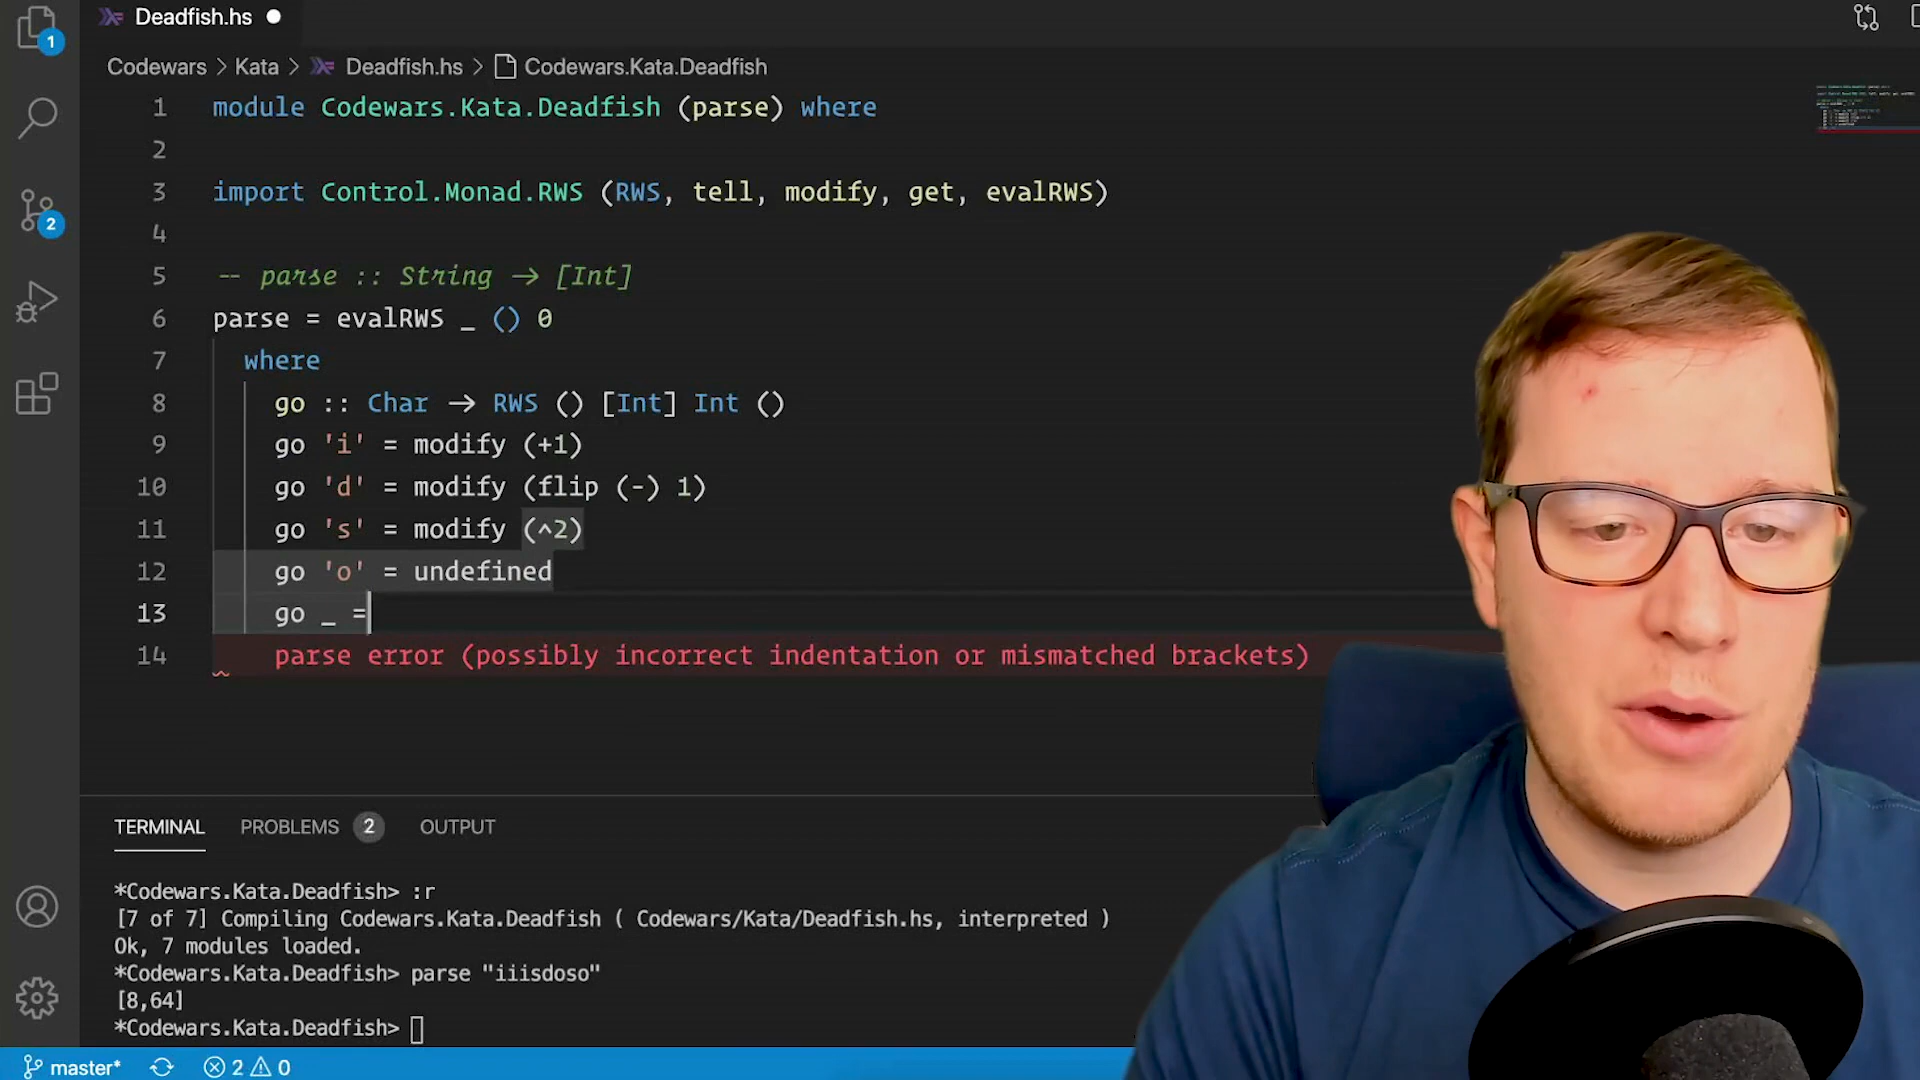 Deadfish.hs
1
Codewars > Kata > Deadfish.hs > Codewars.Kata.Deadfish
1 module Codewars.Kata.Deadfish (parse) where
2
3 import Control.Monad.RWS (RWS, tell, modify, get, evalRWS)
4
5 -- parse :: String → [Int]
6 parse = evalRWS _ () 0
7 where
8 go :: Char → RWS () [Int] Int ()
9 go 'i' = modify (+1)
10 go 'd' = modify (flip (-) 1)
11 go 's' = modify (^2)
12 go 'o' = undefined
13 go _ =
14 parse error (possibly incorrect indentation or mismatched brackets)
2
TERMINAL PROBLEMS 2 OUTPUT
*Codewars.Kata.Deadfish> :r
[7 of 7] Compiling Codewars.Kata.Deadfish ( Codewars/Kata/Deadfish.hs, interpreted )
Ok, 7 modules loaded.
*Codewars.Kata.Deadfish> parse "iiisdoso"
[8,64]
*Codewars.Kata.Deadfish>
master* 2 0